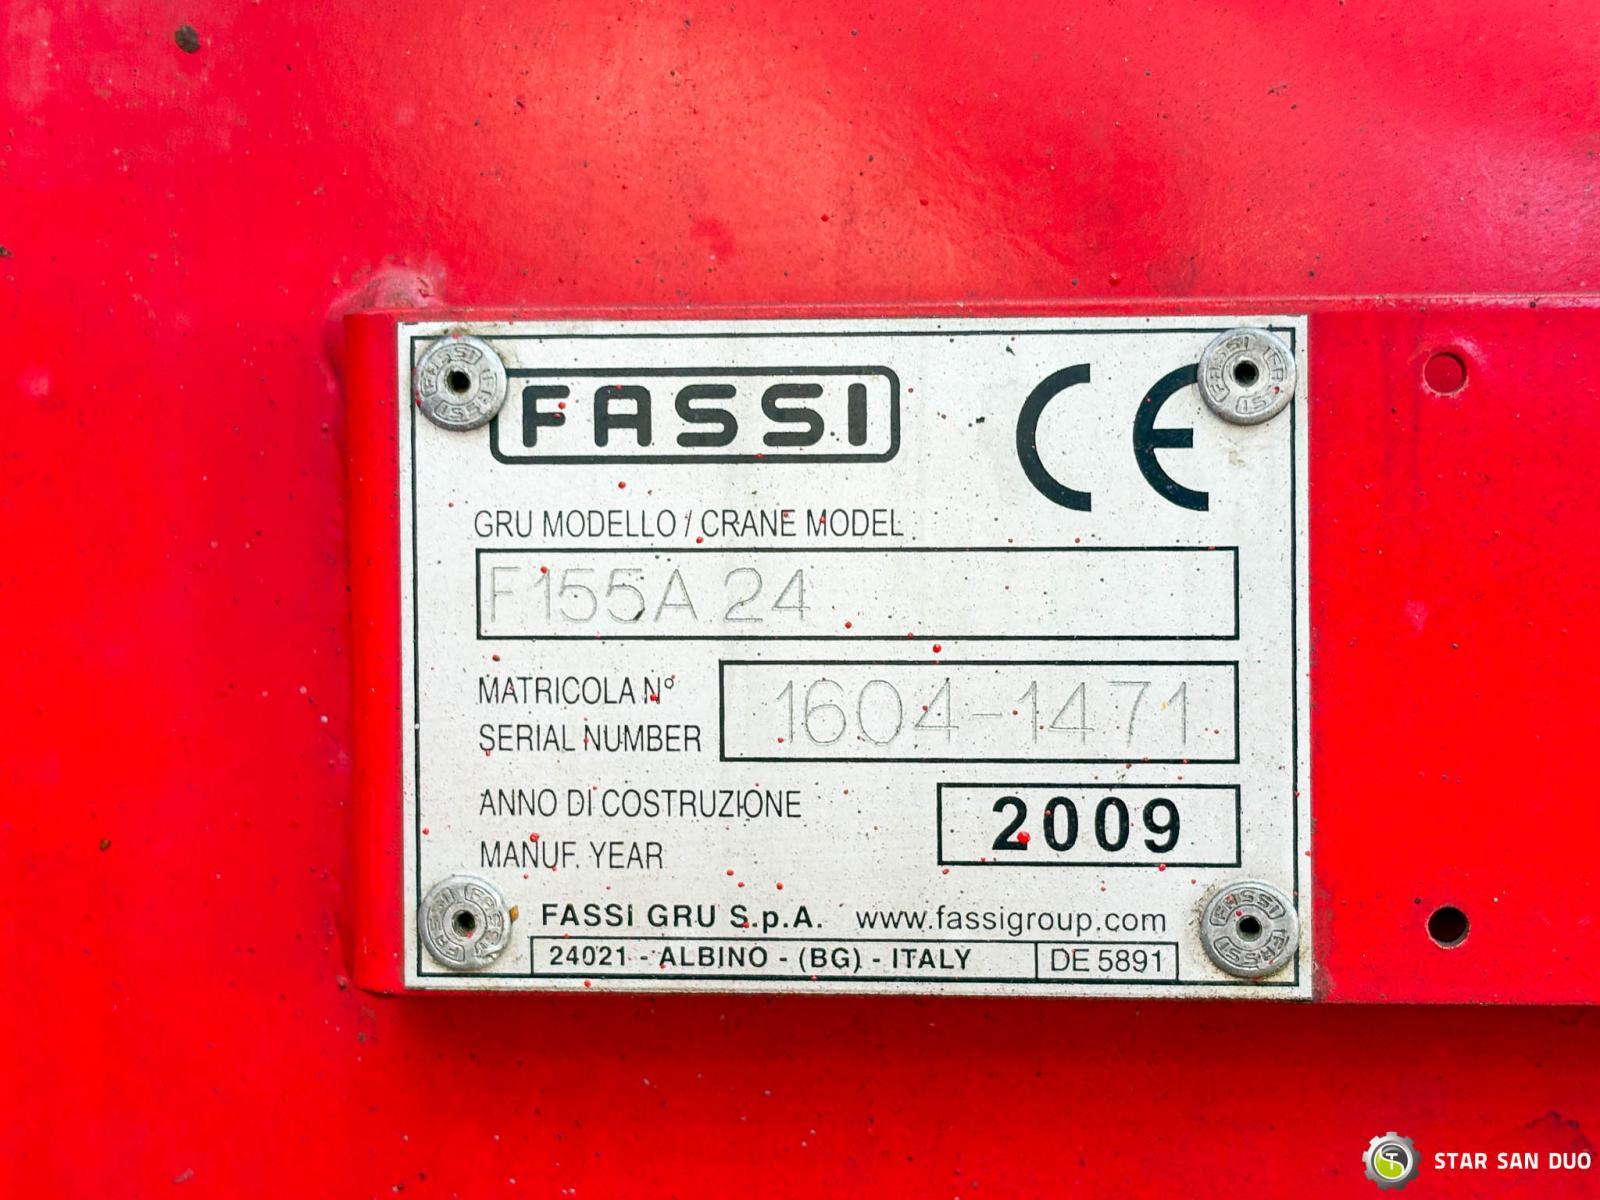 FASSI CE
GRU MODELLO / CRANE MODEL
F155A.24
MATRICOLA Nº
SERIAL NUMBER
1604-1471
ANNO DI COSTRUZIONE
MANUF. YEAR
2009
FASSI GRU S.p.A. www.fassigroup.com
24021 - ALBINO - (BG) - ITALY DE 5891
STAR SAN DUO